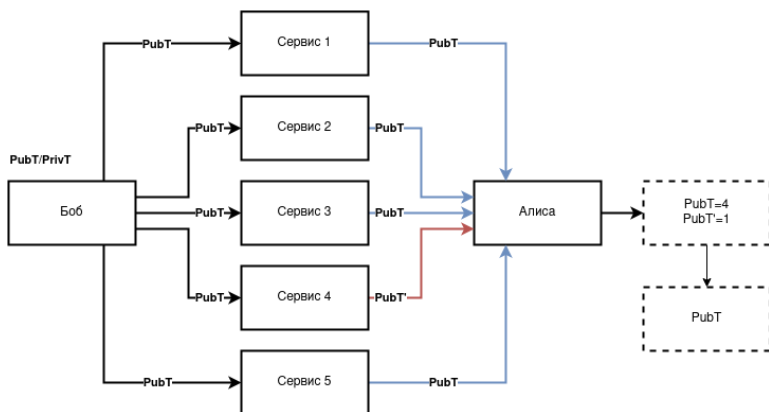 PubT
Сервис 1
PubT
PubT
Сервис 2
PubT
PubT/PrivT
Боб
PubT
Сервис 3
PubT
Алиса
PubT=4
PubT'=1
PubT
Сервис 4
PubT'
PubT
PubT
Сервис 5
PubT